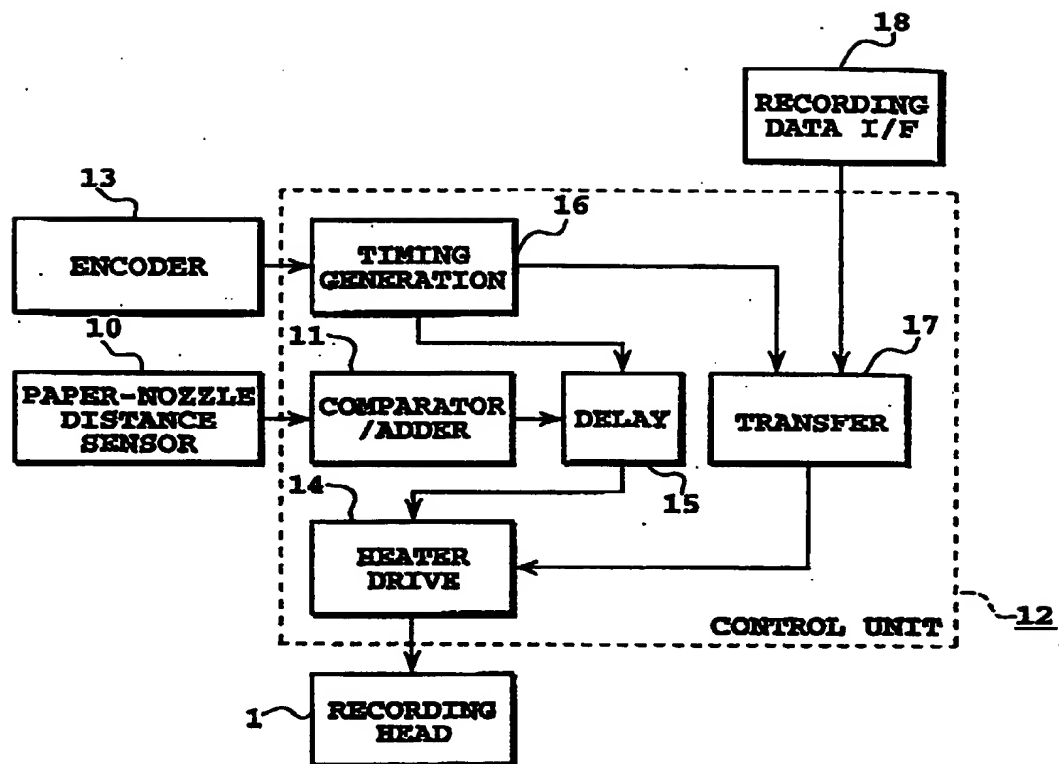 18
RECORDING
DATA I/F
13
ENCODER
16
TIMING
GENERATION
10
PAPER-NOZZLE
DISTANCE
SENSOR
11
COMPARATOR
/ADDER
DELAY
15
17
TRANSFER
14
HEATER
DRIVE
CONTROL UNIT
12
1
RECORDING
HEAD